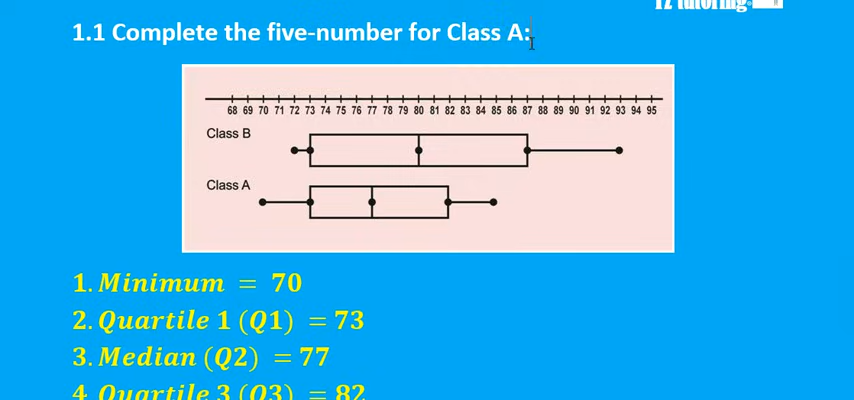 tutoring
1.1 Complete the five-number for Class A:
68 69 70 71 72 73 74 75 76 77 78 79 80 81 82 83 84 85 86 87 88 89 90 91 92 93 94 95
Class B
Class A
1. Minimum = 70
2. Quartile 1 (Q1) = 73
3. Median (Q2) = 77
4. Quartile 3 (Q3) = 82